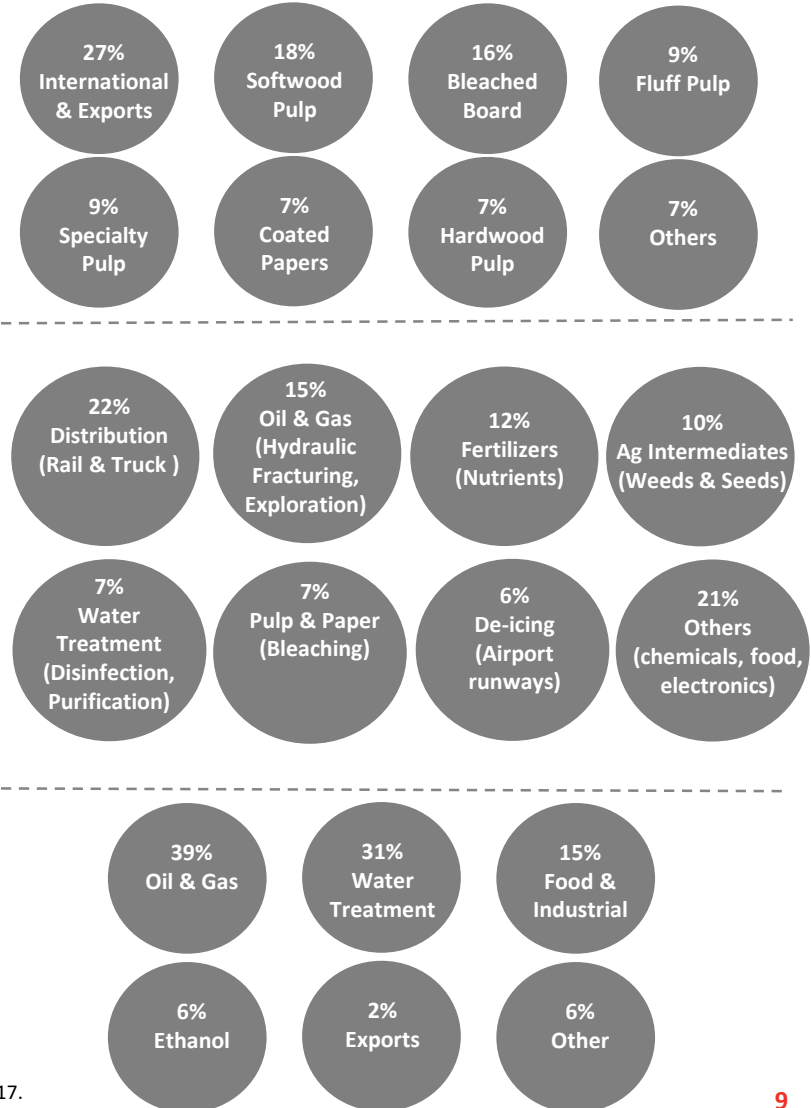 27%
International
& Exports
18%
Softwood
Pulp
16%
Bleached
Board
9%
Fluff Pulp
9%
Specialty
Pulp
7%
Coated
Papers
7%
Hardwood
Pulp
7%
Others
22%
Distribution
(Rail & Truck )
15%
Oil & Gas
(Hydraulic
Fracturing,
Exploration)
12%
Fertilizers
(Nutrients)
10%
Ag Intermediates
(Weeds & Seeds)
7%
Water
Treatment
(Disinfection,
Purification)
7%
Pulp & Paper
(Bleaching)
6%
De-icing
(Airport
runways)
21%
Others
(chemicals, food,
electronics)
39%
Oil & Gas
31%
Water
Treatment
15%
Food &
Industrial
6%
Ethanol
2%
Exports
6%
Other
17.
9